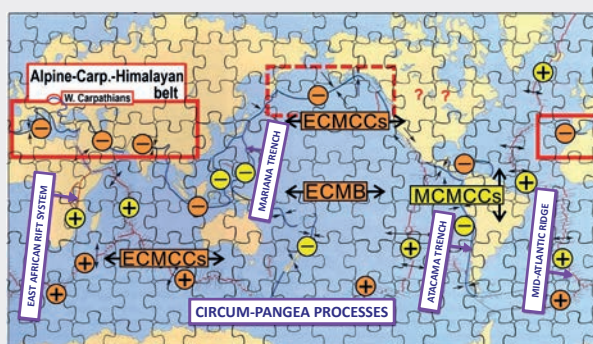 Alpine-Carp.-Himalayan
belt
W. Carpathians
? ?
ECMCCs
MARIANA TRENCH
ECMB
MCMCCs
EAST AFRICAN RIFT SYSTEM
ECMCCs
ATACAMA TRENCH
MID-ATLANTIC RIDGE
CIRCUM-PANGEA PROCESSES